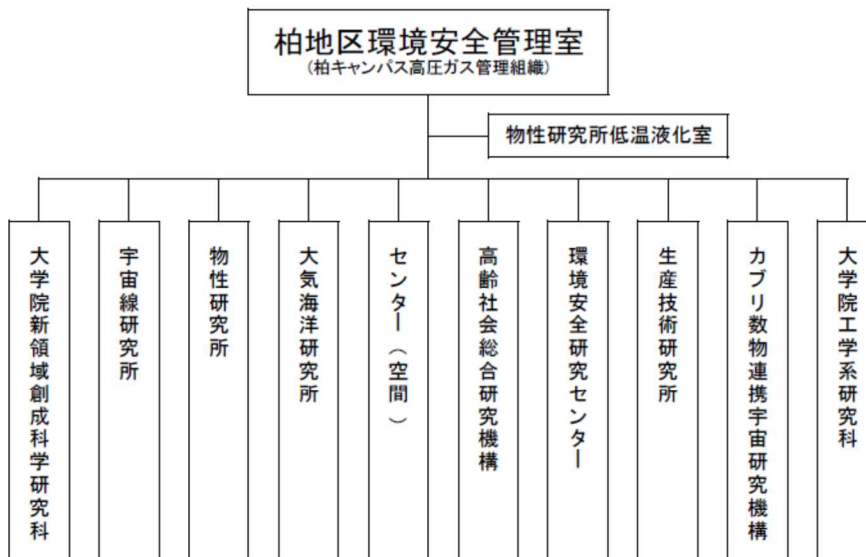 柏地区環境安全管理室
(柏キャンパス高圧ガス管理組織)
物性研究所低温液化室
大学院新領域創成科学研究科
宇宙線研究所
物性研究所
大気海洋研究所
センター(空間)
高齢社会総合研究機構
環境安全研究センター
生産技術研究所
カブリ数物連携宇宙研究機構
大学院工学系研究科